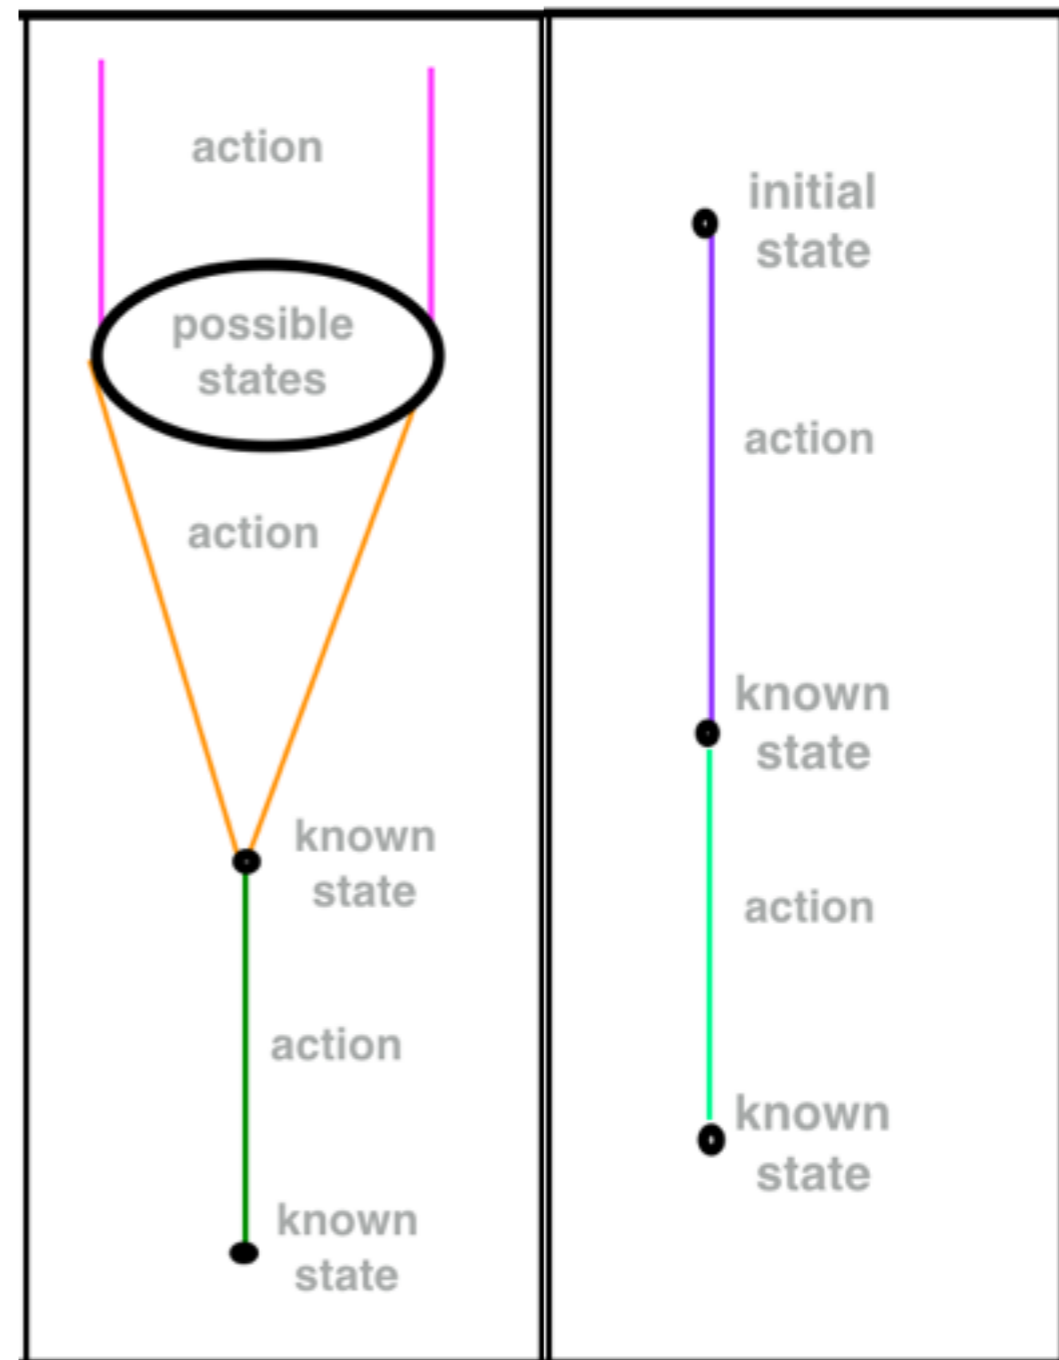 action
possible
states
action
known
state
action
known
state
initial
state
action
known
state
action
known
state